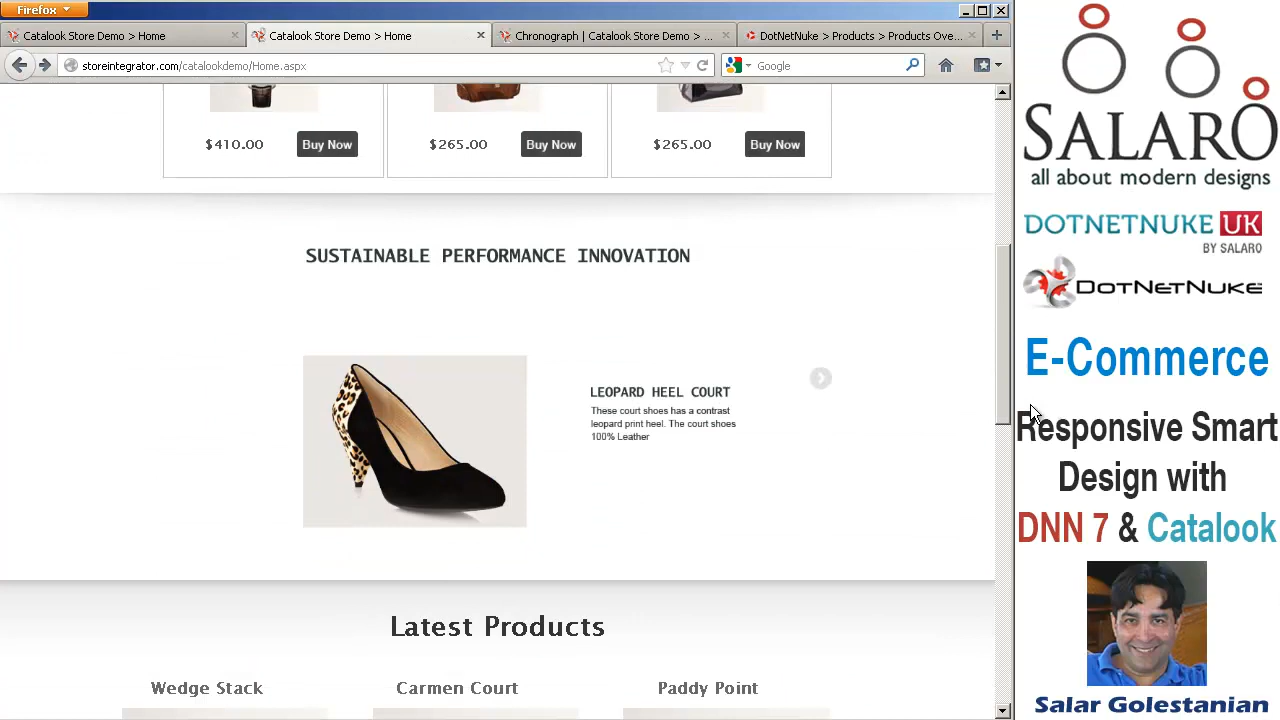 Firefox
Catalook Store Demo > Home
Catalook Store Demo > Home
Chronograph | Catalook Store Demo > ...
DotNetNuke > Products > Products Ove...
storeintegrator.com/catalookdemo/Home.aspx
Google
$410.00 Buy Now
$265.00 Buy Now
$265.00 Buy Now
SUSTAINABLE PERFORMANCE INNOVATION
LEOPARD HEEL COURT
These court shoes has a contrast
leopard print heel. The court shoes
100% Leather
Latest Products
Wedge Stack
Carmen Court
Paddy Point
SALARO
all about modern designs
DOTNETNUKE UK
BY SALARO
DOTNETNUKE
E-Commerce
Responsive Smart
Design with
DNN 7 & Catalook
Salar Golestanian